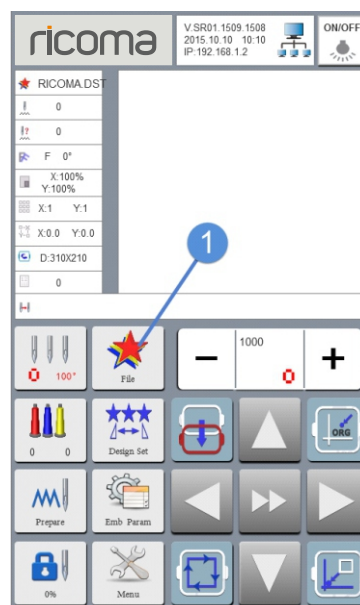 ricoma
V.SR01.1509.1508
2015.10.10 10:10
IP:192.168.1.2
ON/OFF
RICOMA.DST
0
0
F 0°
X:100%
Y:100%
X:1 Y:1
X:0.0 Y:0.0
D:310X210
0
1
0 100°
File
1000
0
0 0
Design Set
ORG
Prepare
Emb Param
0%
Menu